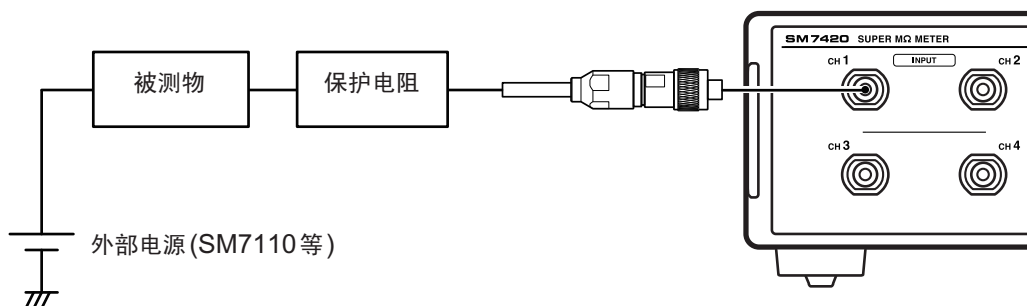 SM7420 SUPER MΩ METER
INPUT
CH 1
CH 2
被测物
保护电阻
CH 3
CH 4
外部电源(SM7110等)